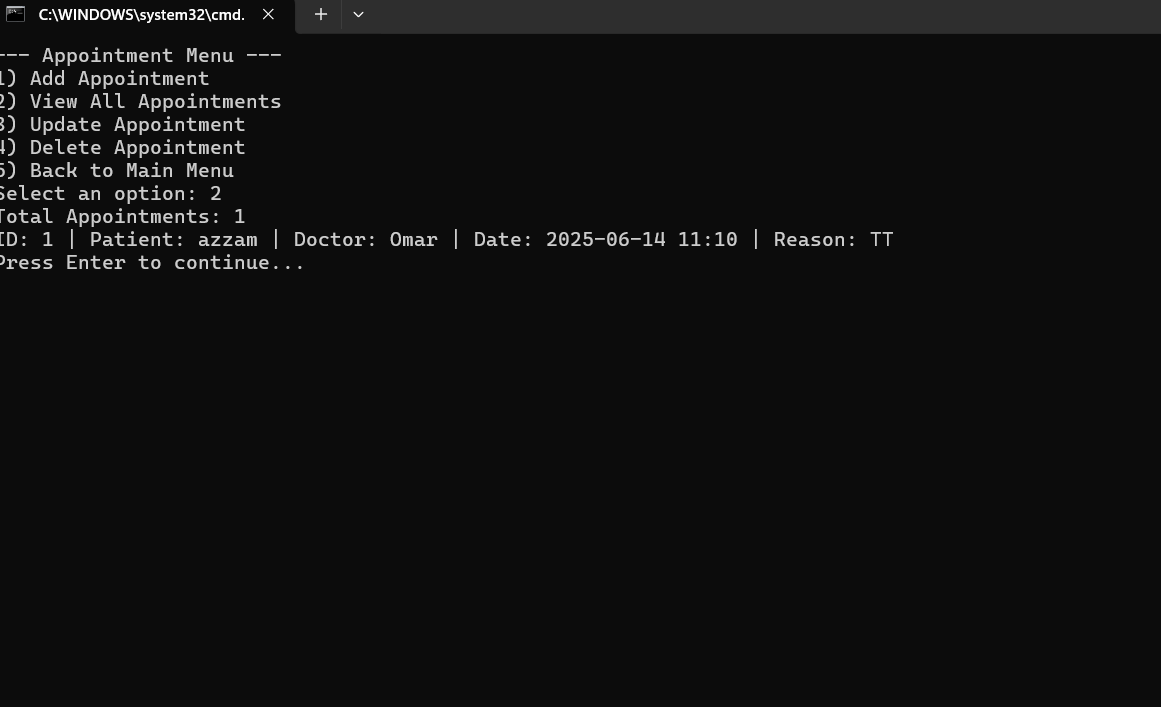 C:\WINDOWS\system32\cmd.
--- Appointment Menu ---
1) Add Appointment
2) View All Appointments
3) Update Appointment
4) Delete Appointment
5) Back to Main Menu
Select an option: 2
Total Appointments: 1
ID: 1 | Patient: azzam | Doctor: Omar | Date: 2025-06-14 11:10 | Reason: TT
Press Enter to continue...